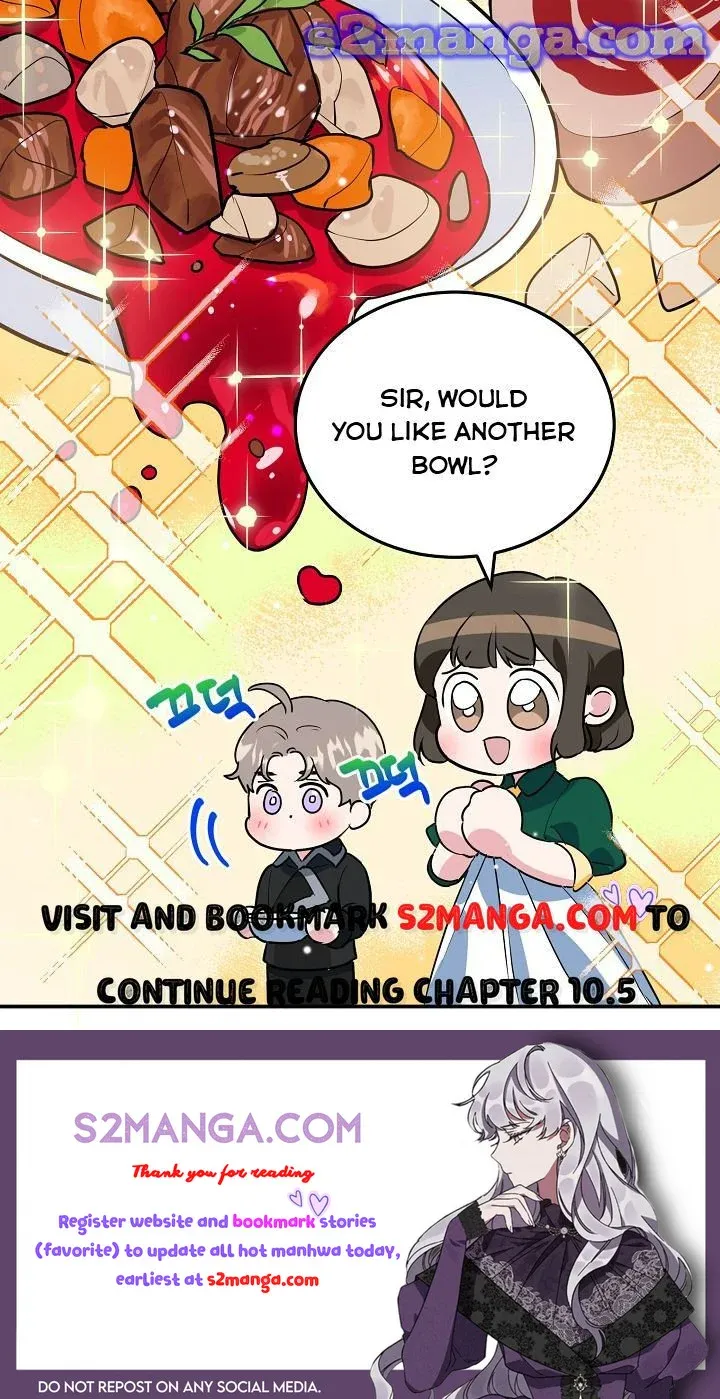 s2manga.com
SIR, WOULD
YOU LIKE ANOTHER
BOWL?
끄덕
끄덕
VISIT AND BOOKMARK S2MANGA.COM TO
CONTINUE READING CHAPTER 10.5
S2MANGA.COM
Thank you for reading
Register website and bookmark stories
(favorite) to update all hot manhwa today,
earliest at s2manga.com
DO NOT REPOST ON ANY SOCIAL MEDIA.